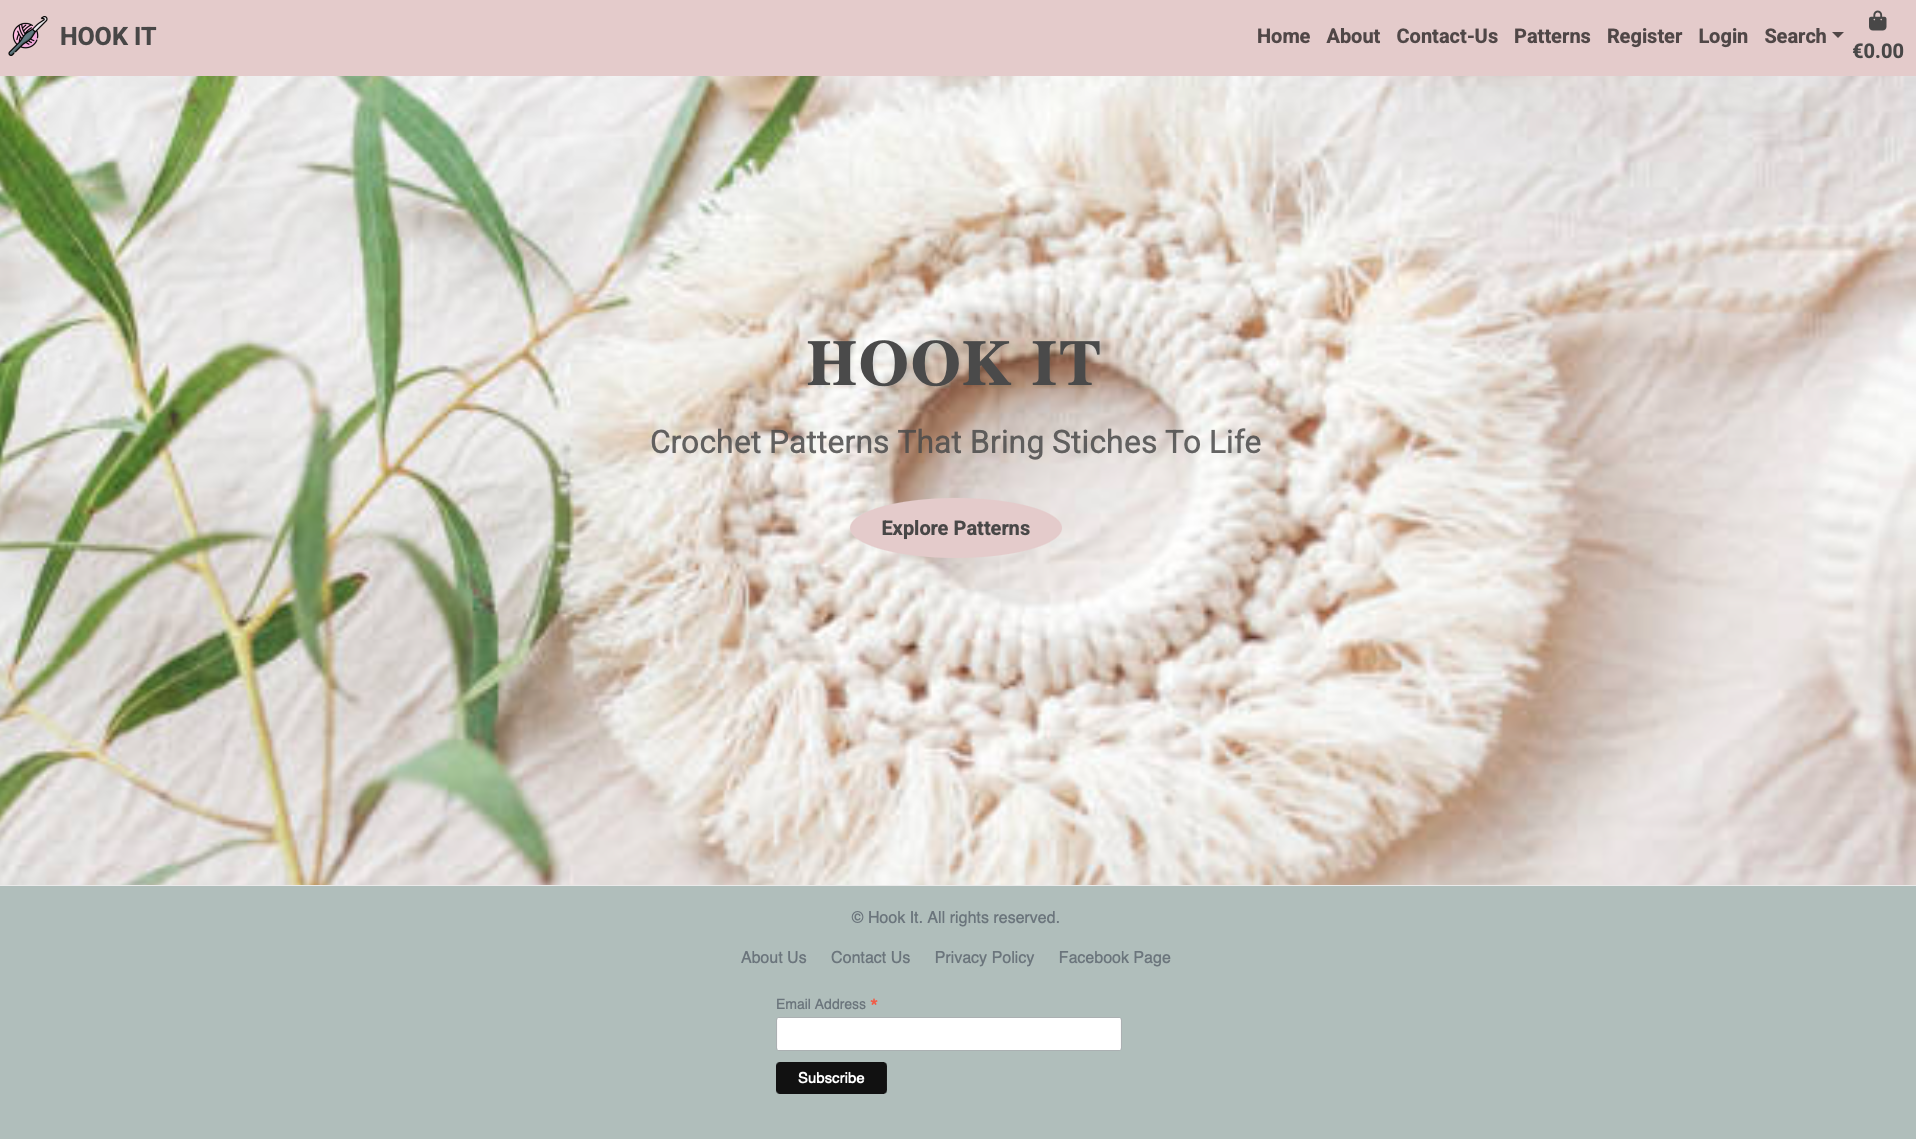 HOOK IT
Home About Contact-Us Patterns Register Login Search
€0.00
HOOK IT
Crochet Patterns That Bring Stiches To Life
Explore Patterns
© Hook It. All rights reserved.
About Us Contact Us Privacy Policy Facebook Page
Email Address *
Subscribe